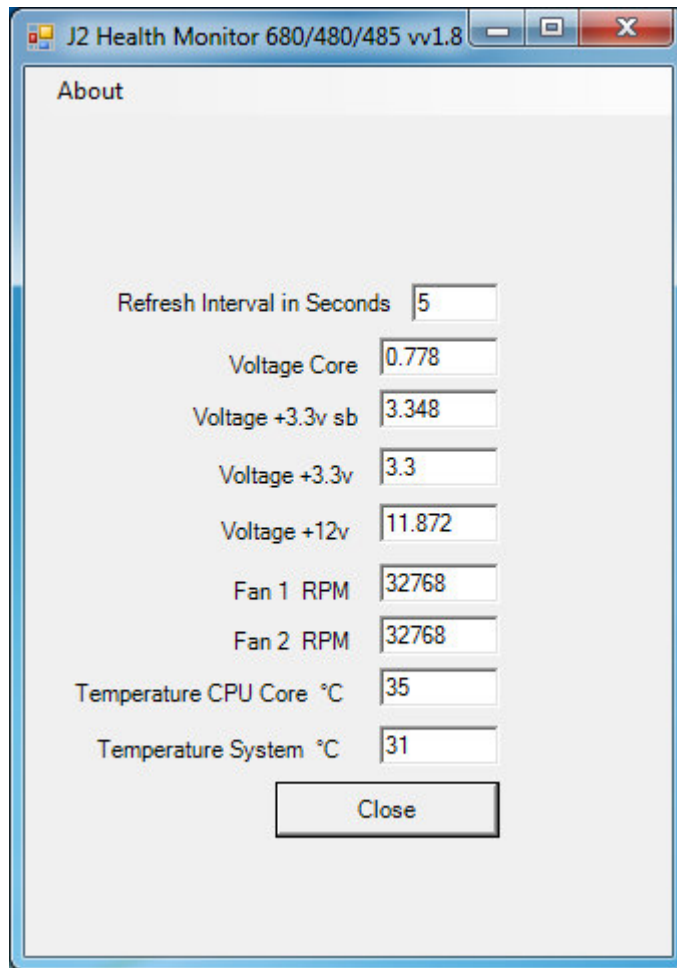 J2 Health Monitor 680/480/485 vv1.8
About
Refresh Interval in Seconds 5
Voltage Core 0.778
Voltage +3.3v sb 3.348
Voltage +3.3v 3.3
Voltage +12v 11.872
Fan 1 RPM 32768
Fan 2 RPM 32768
Temperature CPU Core °C 35
Temperature System °C 31
Close